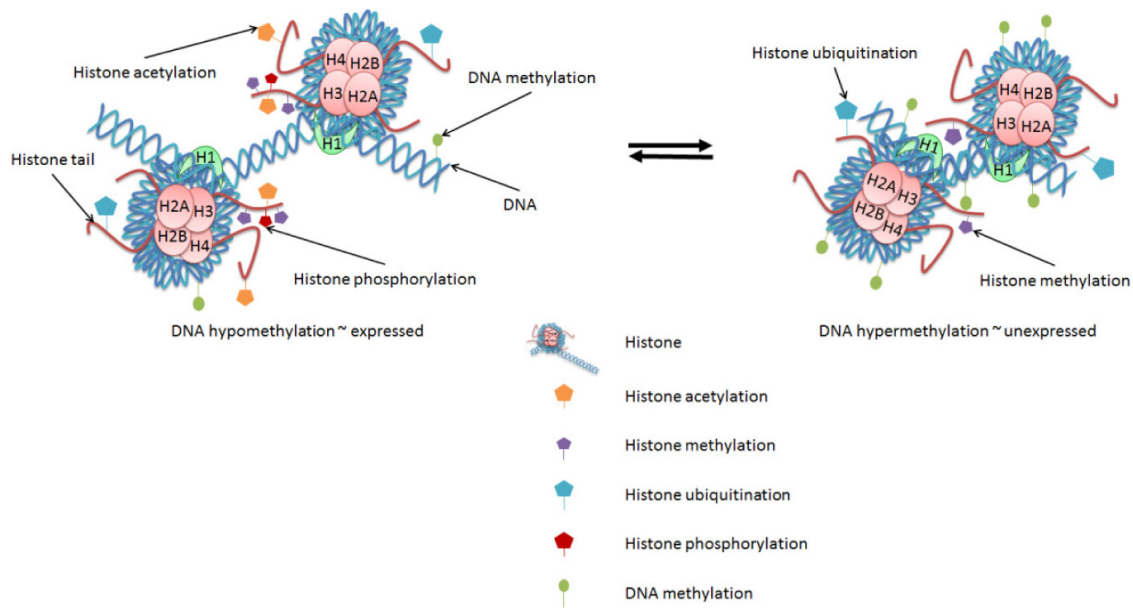 Histone acetylation
H4
H2B
H3
H2A
H1
DNA methylation
Histone tail
H1
H2A
H3
H2B
H4
DNA
Histone phosphorylation
DNA hypomethylation ~ expressed
Histone ubiquitination
H4
H2B
H3
H2A
H1
H1
H2A
H3
H2B
H4
Histone methylation
DNA hypermethylation ~ unexpressed
Histone
Histone acetylation
Histone methylation
Histone ubiquitination
Histone phosphorylation
DNA methylation